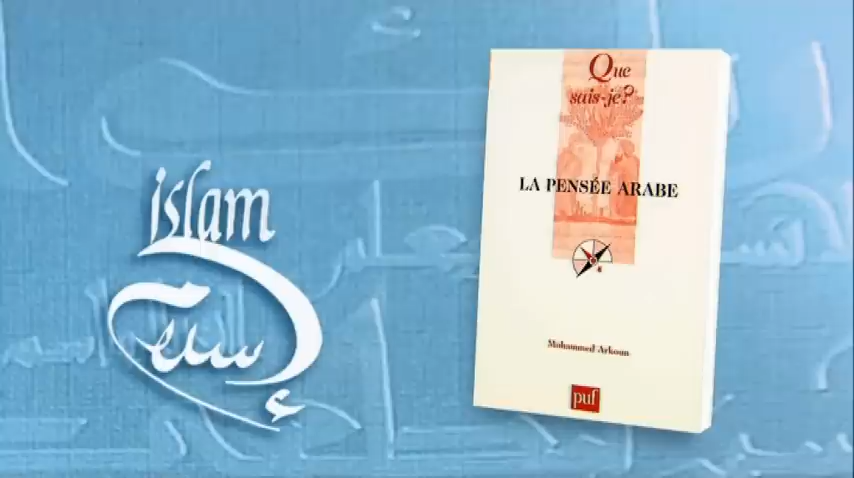 islam
إسلام
Que
sais-je?
LA PENSÉE ARABE
Mohammed Arkoun
puf